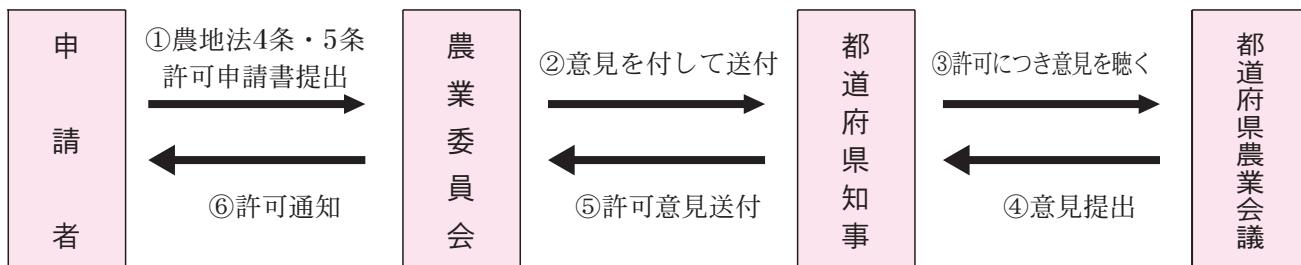 申請者
①農地法4条・5条
許可申請書提出
⑥許可通知
農業委員会
②意見を付して送付
⑤許可意見送付
都道府県知事
③許可につき意見を聴く
④意見提出
都道府県農業会議